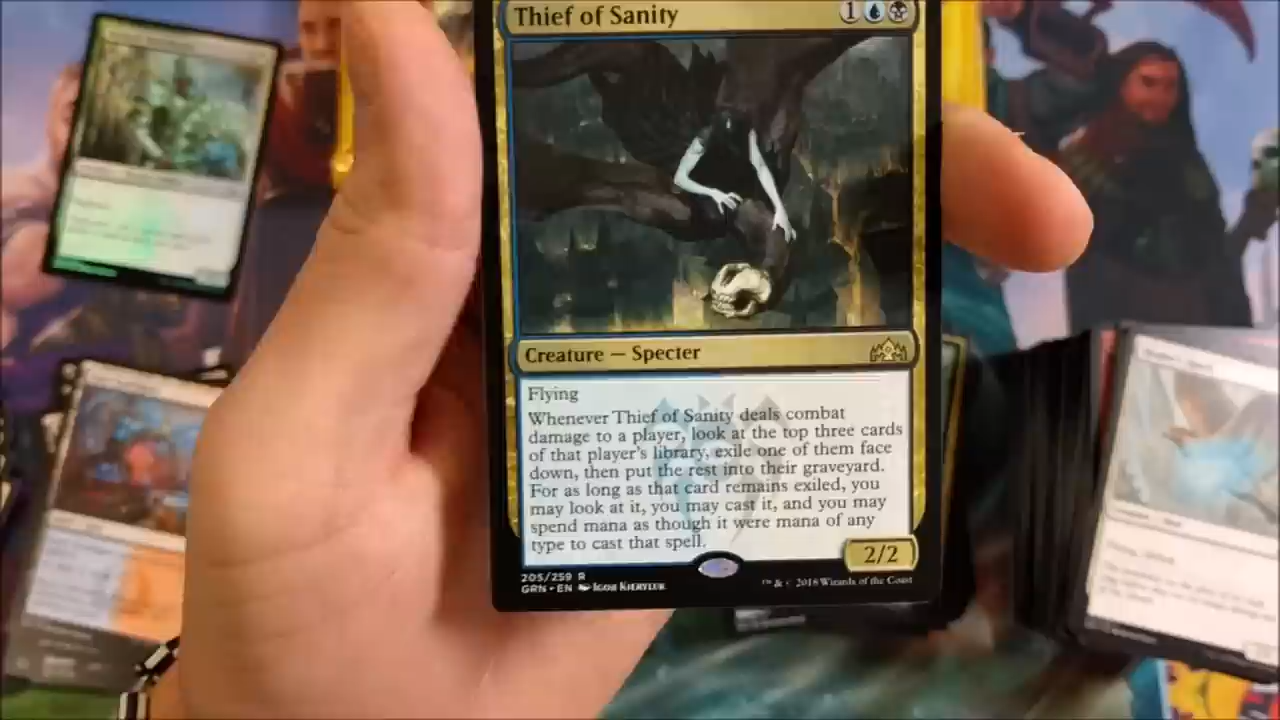 Thief of Sanity 1
Creature — Specter
Flying
Whenever Thief of Sanity deals combat
damage to a player, look at the top three cards
of that player's library, exile one of them face
down, then put the rest into their graveyard.
For as long as that card remains exiled, you
may look at it, you may cast it, and you may
spend mana as though it were mana of any
type to cast that spell.
2/2
205/259 R
GRN • EN Igor Kieryluk
™ & © 2018 Wizards of the Coast